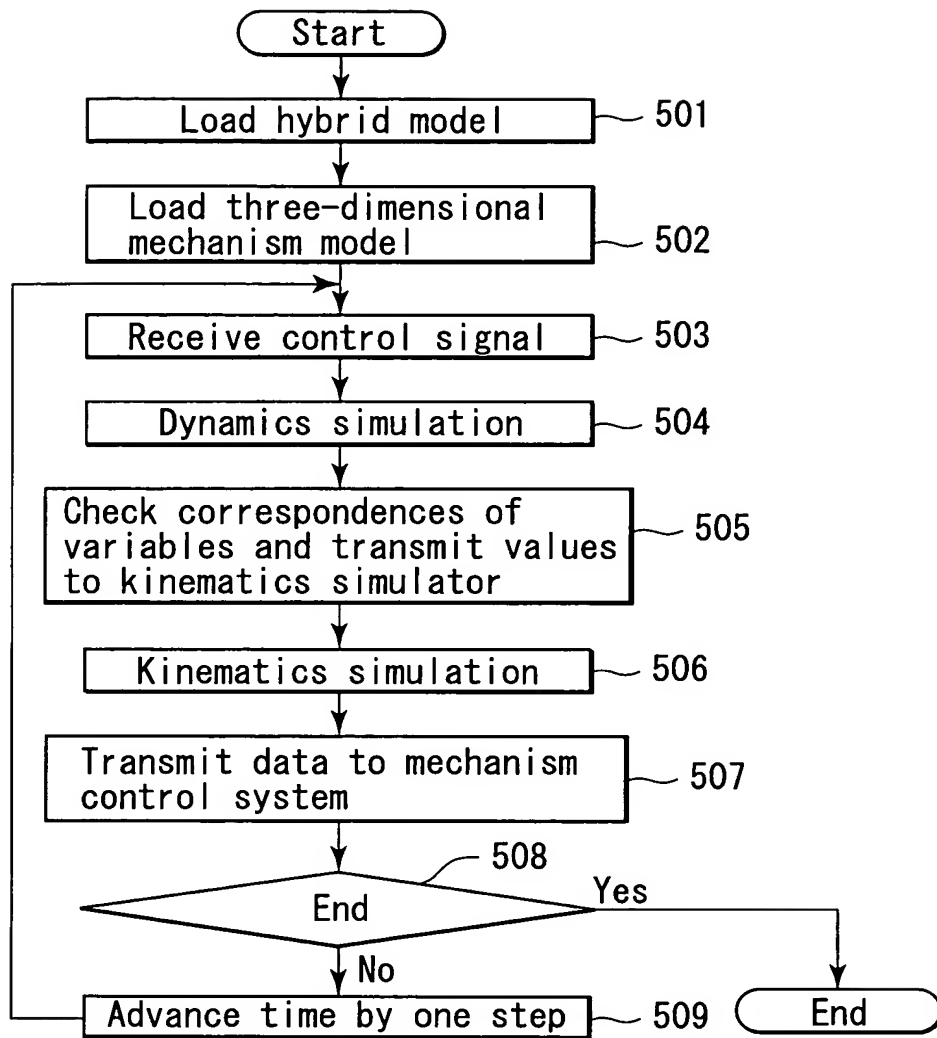 Start
Load hybrid model
501
Load three-dimensional
mechanism model
502
Receive control signal
503
Dynamics simulation
504
Check correspondences of
variables and transmit values
to kinematics simulator
505
Kinematics simulation
506
Transmit data to mechanism
control system
507
508
End
Yes
No
Advance time by one step
509
End